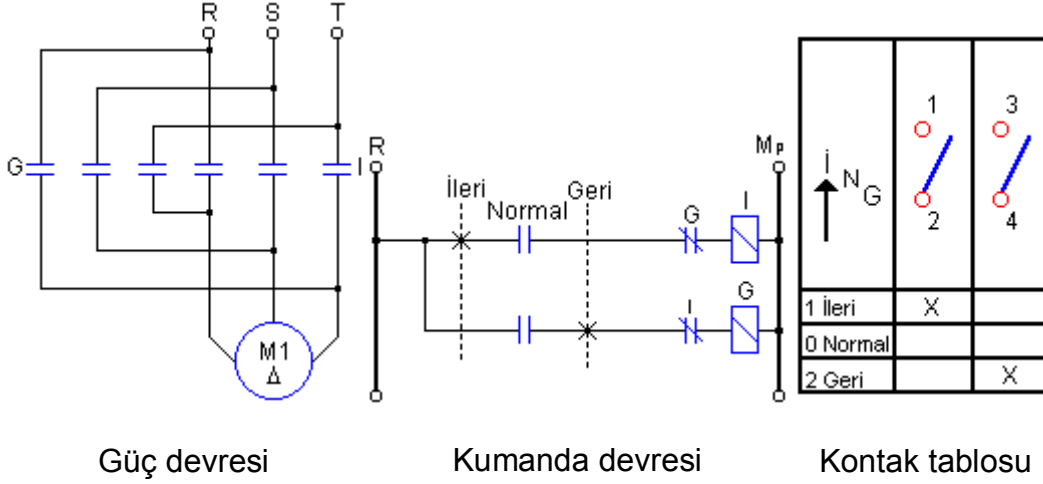 R S T
G I
M1
Δ
R Mp
İleri Geri
Normal
G I
I G
1 3
İ N G
2 4
1 İleri X
0 Normal
2 Geri X
Güç devresi Kumanda devresi Kontak tablosu